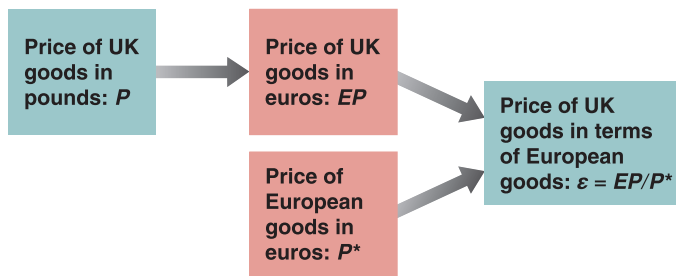 Price of UK
goods in
pounds: P
Price of UK
goods in
euros: EP
Price of
European
goods in
euros: P*
Price of UK
goods in terms
of European
goods: ε = EP/P*